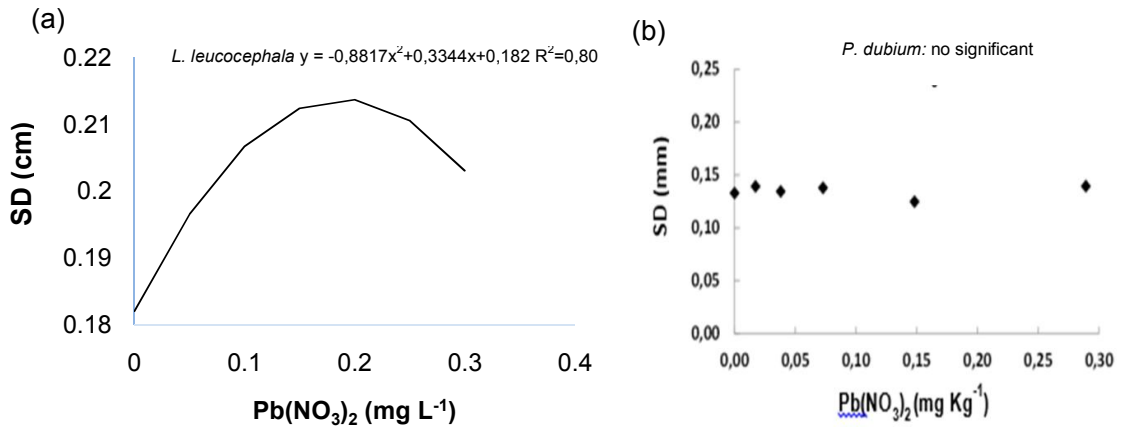 (a)
L. leucocephala y = -0,8817x²+0,3344x+0,182 R²=0,80
0.22
0.21
0.2
0.19
0.18
SD (cm)
0
0.1
0.2
0.3
0.4
Pb(NO₃)₂ (mg L⁻¹)
(b)
P. dubium: no significant
0,25
0,20
0,15
0,10
0,05
0,00
SD (mm)
0,00
0,05
0,10
0,15
0,20
0,25
0,30
Pb(NO₃)₂(mg Kg⁻¹)